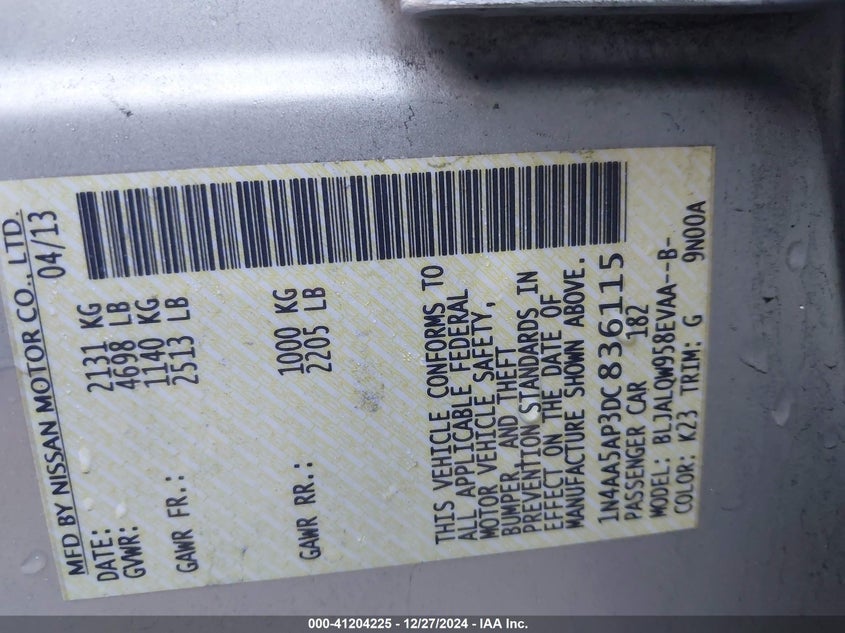 MFD BY NISSAN MOTOR CO., LTD.
DATE: 04/13
GVWR: 2131 KG
4698 LB
GAWR FR.: 1140 KG
2513 LB
GAWR RR.: 1000 KG
2205 LB
THIS VEHICLE CONFORMS TO
ALL APPLICABLE FEDERAL
MOTOR VEHICLE SAFETY,
BUMPER, AND THEFT
PREVENTION STANDARDS IN
EFFECT ON THE DATE OF
MANUFACTURE SHOWN ABOVE.
1N4AA5AP3DC836115
PASSENGER CAR 182
MODEL: BLJALQW958EVAA--B-
COLOR: K23 TRIM: G 9N00A
000-41204225 - 12/27/2024 - IAA Inc.